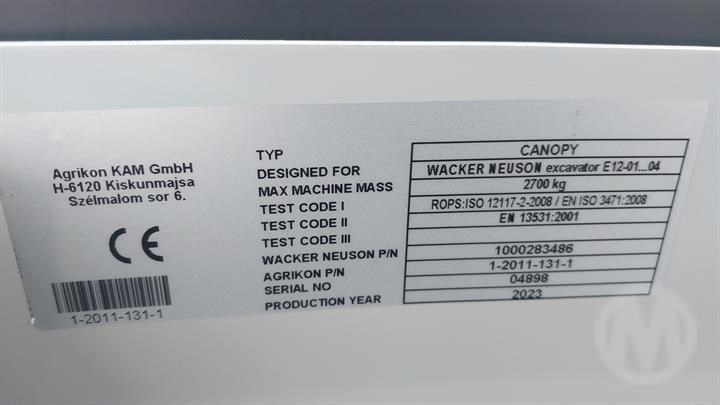 Agrikon KAM GmbH
H-6120 Kiskunmajsa
Szélmalom sor 6.
CE
1-2011-131-1
TYP CANOPY
DESIGNED FOR WACKER NEUSON excavator E12-01...04
MAX MACHINE MASS 2700 kg
TEST CODE I ROPS:ISO 12117-2-2008 / EN ISO 3471:2008
TEST CODE II EN 13531:2001
TEST CODE III
WACKER NEUSON P/N 1000283486
AGRIKON P/N 1-2011-131-1
SERIAL NO 04898
PRODUCTION YEAR 2023
M